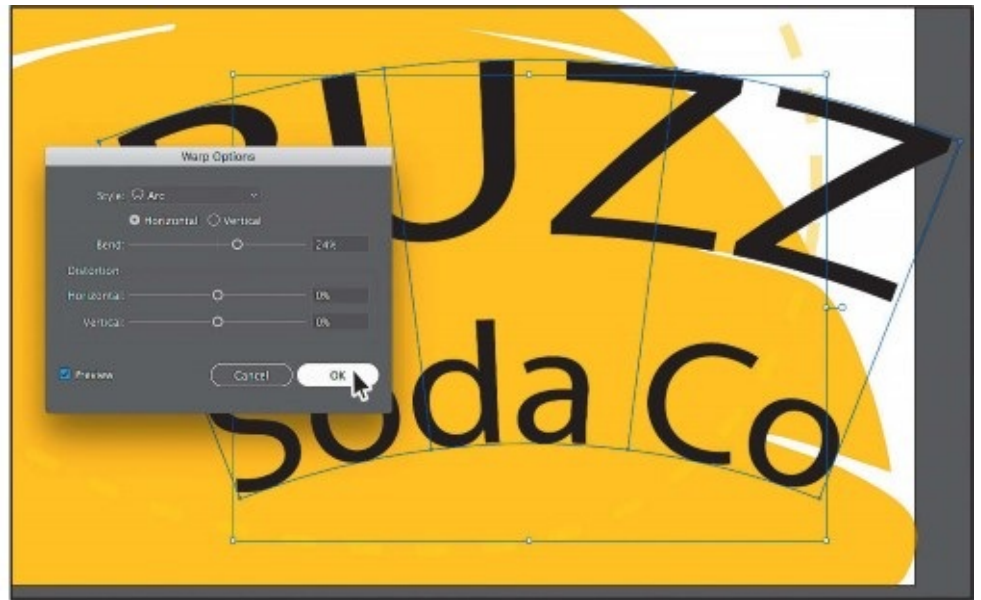 BUZZ
Warp Options
Style: Arc
Horizontal Vertical
Bend: 24%
Distortion
Horizontal: 0%
Vertical: 0%
Preview Cancel OK
Soda Co